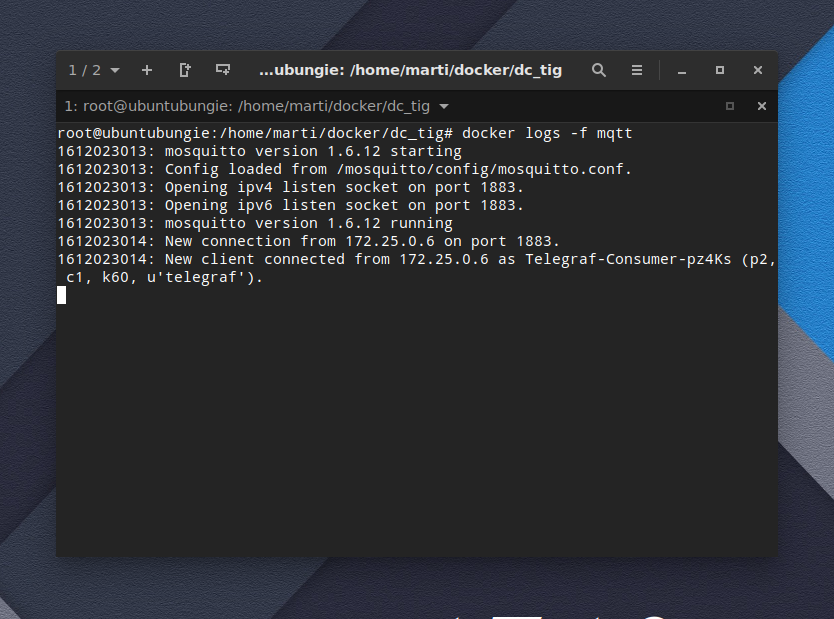 1 / 2
...ubungie: /home/marti/docker/dc_tig
1: root@ubuntubungie: /home/marti/docker/dc_tig
root@ubuntubungie:/home/marti/docker/dc_tig# docker logs -f mqtt
1612023013: mosquitto version 1.6.12 starting
1612023013: Config loaded from /mosquitto/config/mosquitto.conf.
1612023013: Opening ipv4 listen socket on port 1883.
1612023013: Opening ipv6 listen socket on port 1883.
1612023013: mosquitto version 1.6.12 running
1612023014: New connection from 172.25.0.6 on port 1883.
1612023014: New client connected from 172.25.0.6 as Telegraf-Consumer-pz4Ks (p2,
c1, k60, u'telegraf').